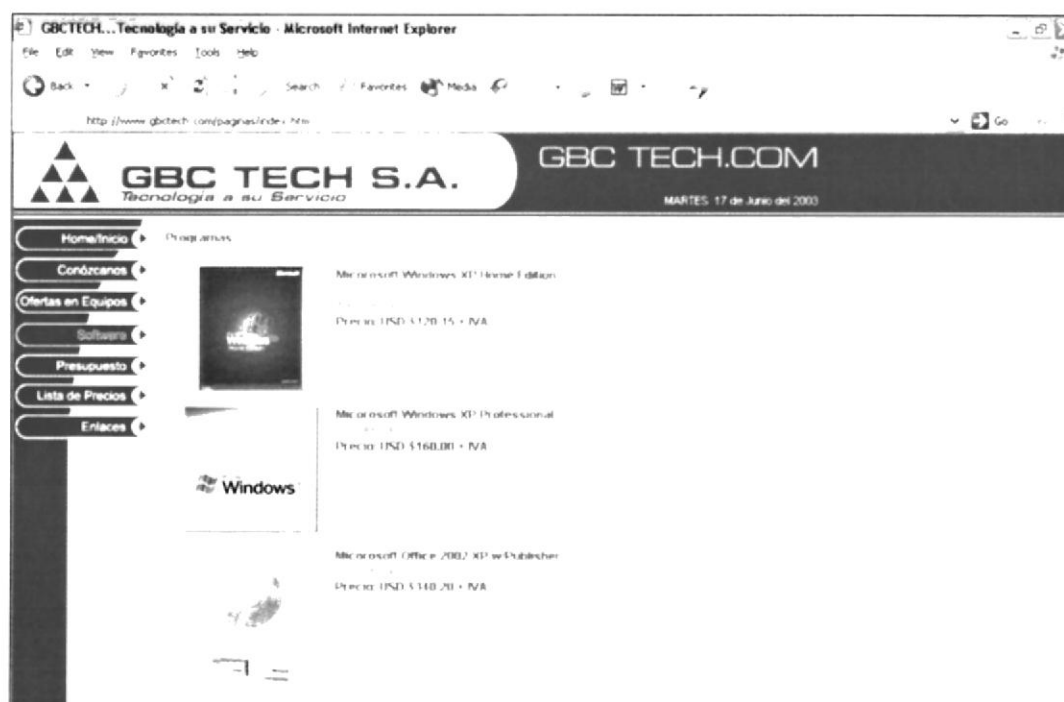 GBCTECH...Tecnología a su Servicio - Microsoft Internet Explorer
File Edit View Favorites Tools Help
Back Search Favorites Media
http://www.gbctech.com/paginas/index.htm
Go
GBC TECH S.A.
Tecnología a su Servicio
GBC TECH.COM
MARTES 17 de Junio del 2003
Home/Inicio
Conózcanos
Ofertas en Equipos
Software
Presupuesto
Lista de Precios
Enlaces
Programas
Microsoft Windows XP Home Edition
Precio: USD $120.15 + IVA
Microsoft Windows XP Professional
Precio: USD $160.00 + IVA
Windows
Microsoft Office 2002 XP w/Publisher
Precio: USD $340.20 + IVA